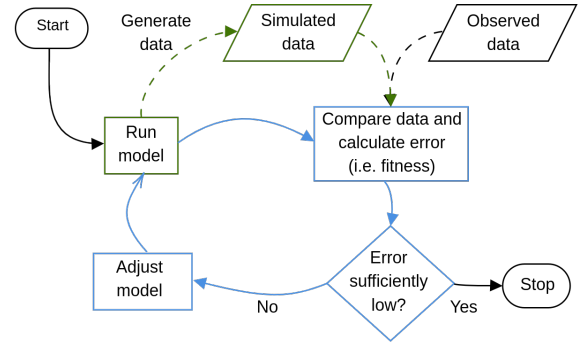 Start
Generate
data
Simulated
data
Observed
data
Run
model
Compare data and
calculate error
(i.e. fitness)
Adjust
model
Error
sufficiently
low?
No
Yes
Stop